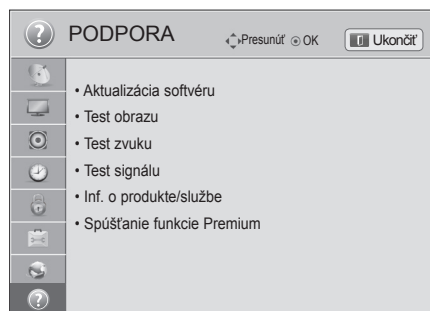 PODPORA
Presunúť OK
Ukončiť
• Aktualizácia softvéru
• Test obrazu
• Test zvuku
• Test signálu
• Inf. o produkte/službe
• Spúšťanie funkcie Premium